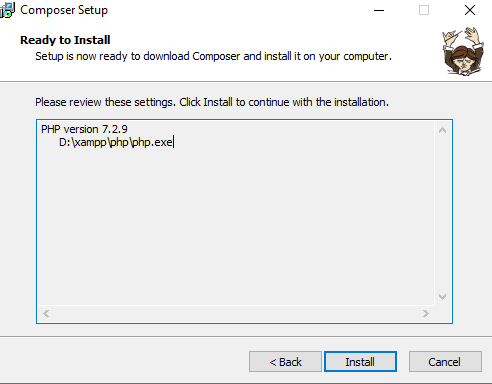 Composer Setup
Ready to Install
Setup is now ready to download Composer and install it on your computer.
Please review these settings. Click Install to continue with the installation.
PHP version 7.2.9
D:\xampp\php\php.exe
< Back
Install
Cancel